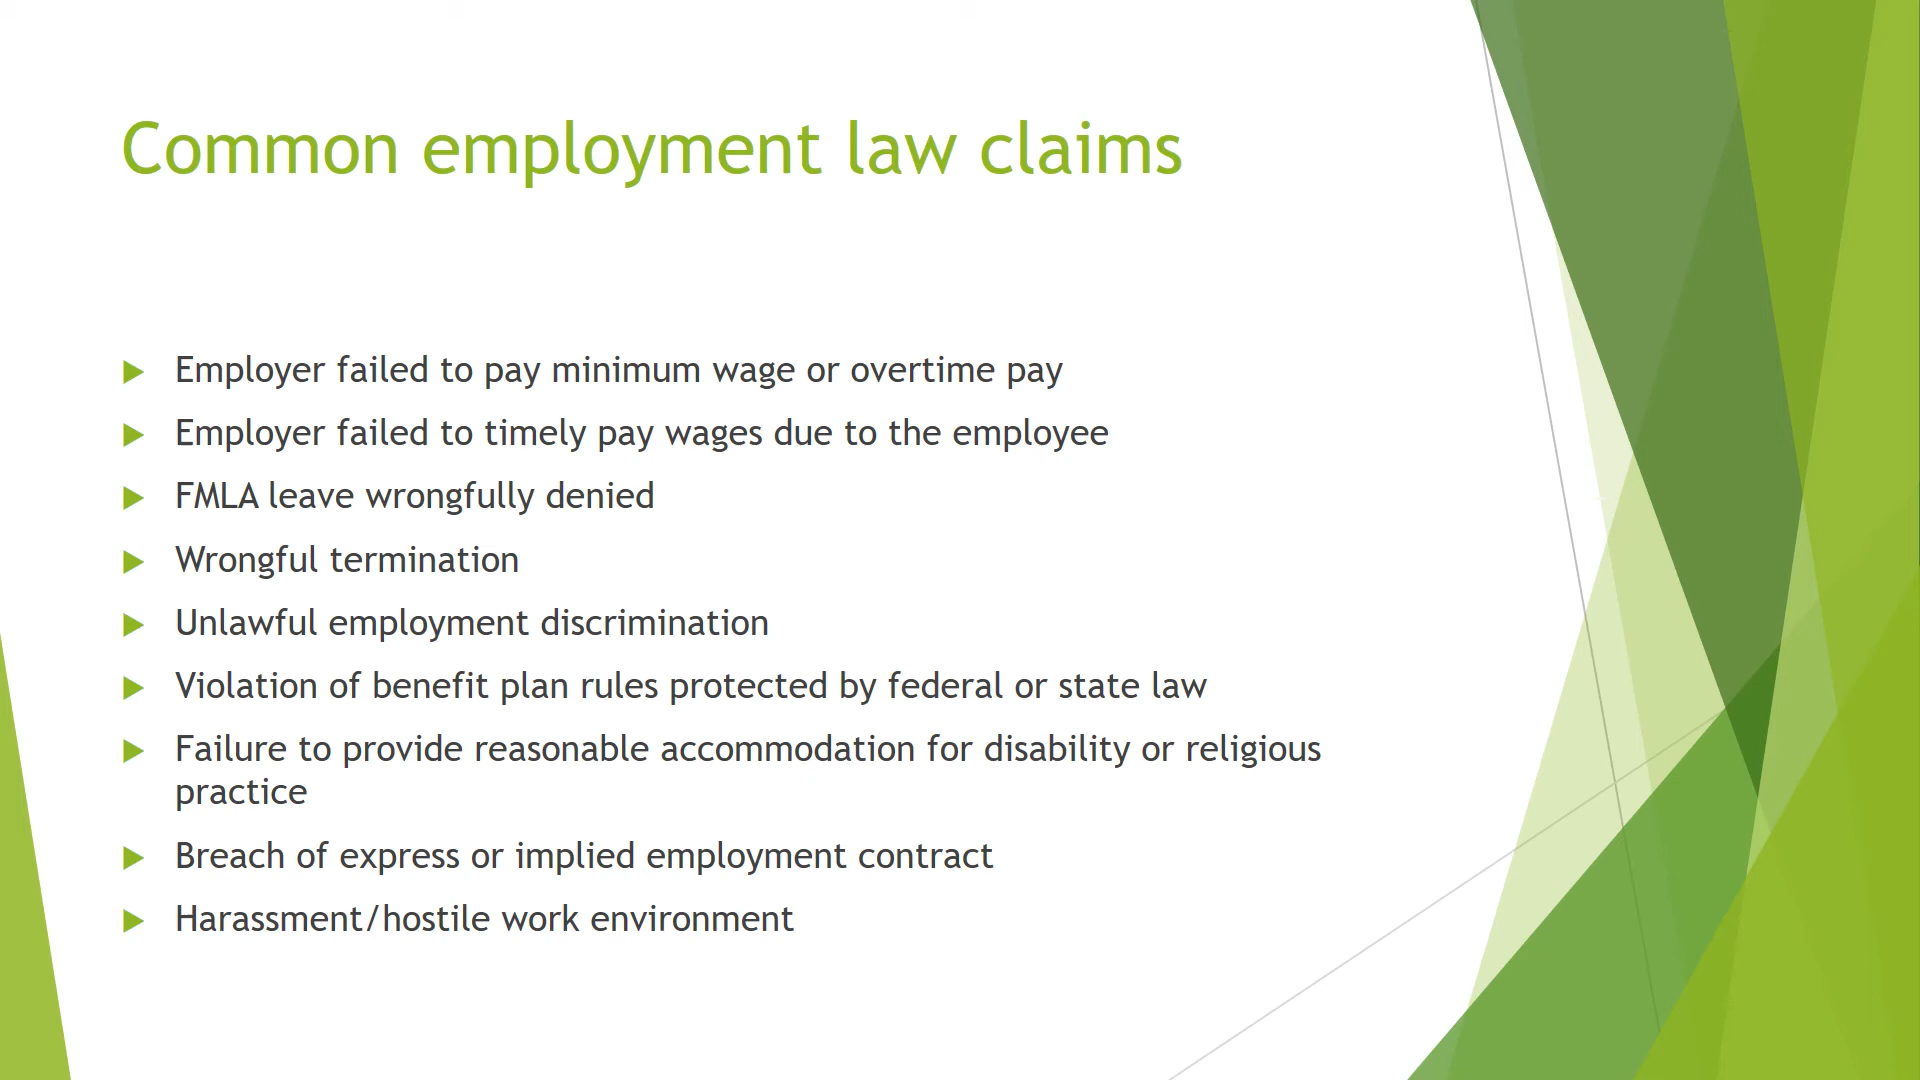 Common employment law claims
Employer failed to pay minimum wage or overtime pay
Employer failed to timely pay wages due to the employee
FMLA leave wrongfully denied
Wrongful termination
Unlawful employment discrimination
Violation of benefit plan rules protected by federal or state law
Failure to provide reasonable accommodation for disability or religious
practice
Breach of express or implied employment contract
Harassment/hostile work environment